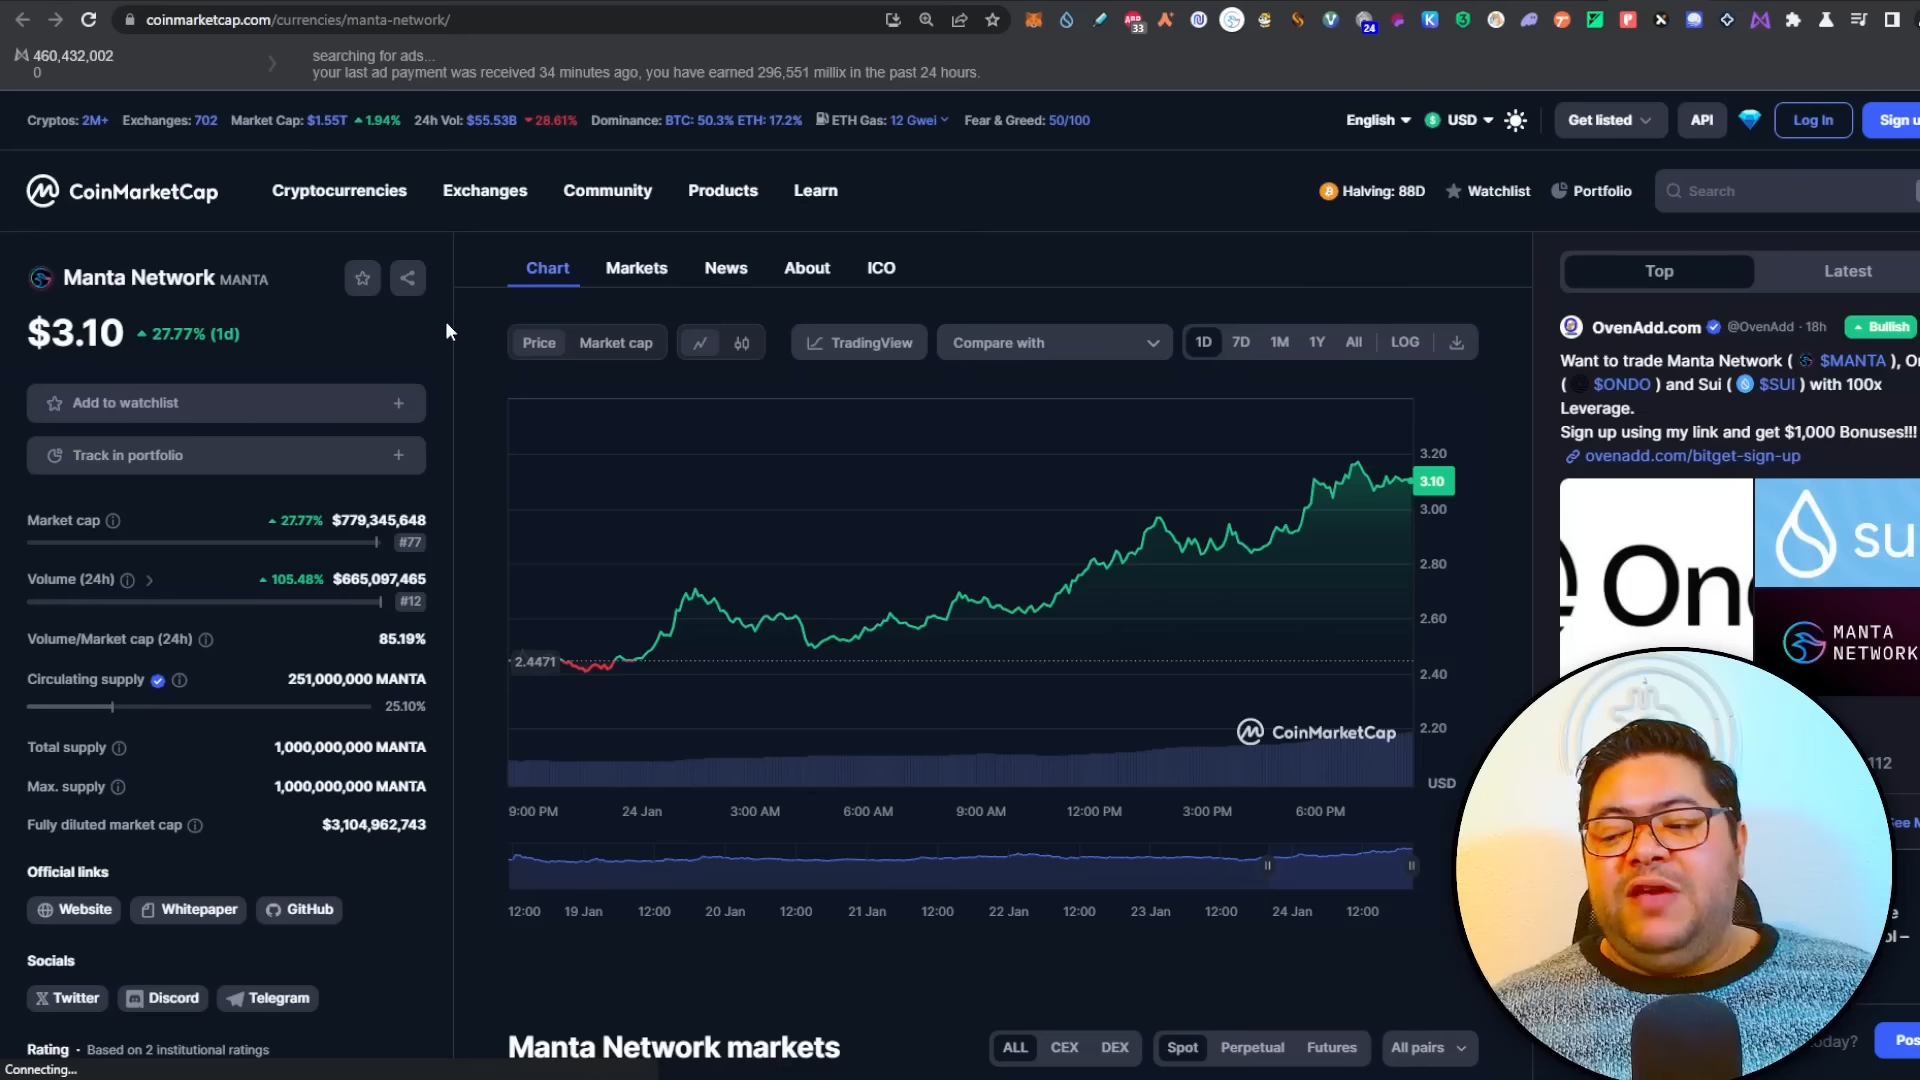 coinmarketcap.com/currencies/manta-network/
ABP
33
24
460,432,002
0
searching for ads...
your last ad payment was received 34 minutes ago, you have earned 296,551 millix in the past 24 hours.
Cryptos: 2M+ Exchanges: 702 Market Cap: $1.55T 1.94% 24h Vol: $55.53B 28.61% Dominance: BTC: 50.3% ETH: 17.2% ETH Gas: 12 Gwei Fear & Greed: 50/100
English USD Get listed API Log In Sign u
CoinMarketCap Cryptocurrencies Exchanges Community Products Learn
Halving: 88D Watchlist Portfolio Search
Manta Network MANTA
$3.10 27.77% (1d)
Add to watchlist +
Track in portfolio +
Market cap 27.77% $779,345,648
#77
Volume (24h) 105.48% $665,097,465
#12
Volume/Market cap (24h) 85.19%
Circulating supply 251,000,000 MANTA
25.10%
Total supply 1,000,000,000 MANTA
Max. supply 1,000,000,000 MANTA
Fully diluted market cap $3,104,962,743
Official links
Website Whitepaper GitHub
Socials
Twitter Discord Telegram
Rating · Based on 2 institutional ratings
Connecting...
Chart Markets News About ICO
Price Market cap TradingView Compare with 1D 7D 1M 1Y All LOG
3.20
3.10
3.00
2.80
2.60
2.4471
2.40
2.20
CoinMarketCap
USD
9:00 PM 24 Jan 3:00 AM 6:00 AM 9:00 AM 12:00 PM 3:00 PM 6:00 PM
12:00 19 Jan 12:00 20 Jan 12:00 21 Jan 12:00 22 Jan 12:00 23 Jan 12:00 24 Jan 12:00
Manta Network markets
ALL CEX DEX Spot Perpetual Futures All pairs
Top Latest
OvenAdd.com @OvenAdd · 18h Bullish
Want to trade Manta Network ( $MANTA ), O
( $ONDO ) and Sui ( $SUI ) with 100x
Leverage.
Sign up using my link and get $1,000 Bonuses!!!
ovenadd.com/bitget-sign-up
On
su
MANTA
NETWORK
112
ee M
oday?
Pos